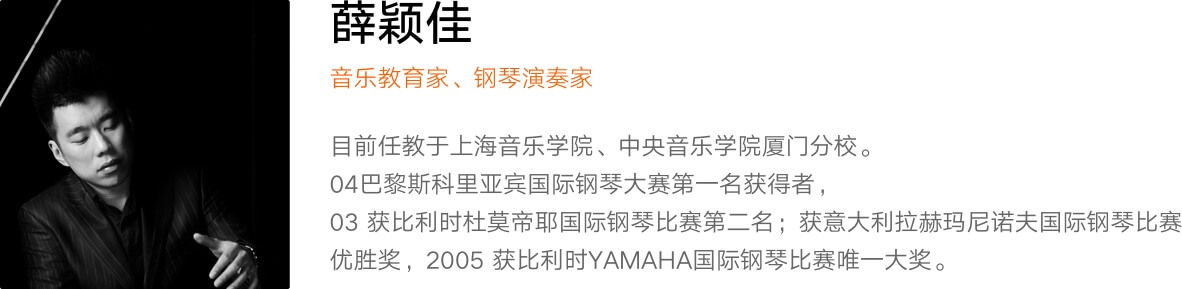 薛颖佳
音乐教育家、钢琴演奏家
目前任教于上海音乐学院、中央音乐学院厦门分校。
04巴黎斯科里亚宾国际钢琴大赛第一名获得者，
03 获比利时杜莫帝耶国际钢琴比赛第二名；获意大利拉赫玛尼诺夫国际钢琴比赛
优胜奖，2005 获比利时YAMAHA国际钢琴比赛唯一大奖。